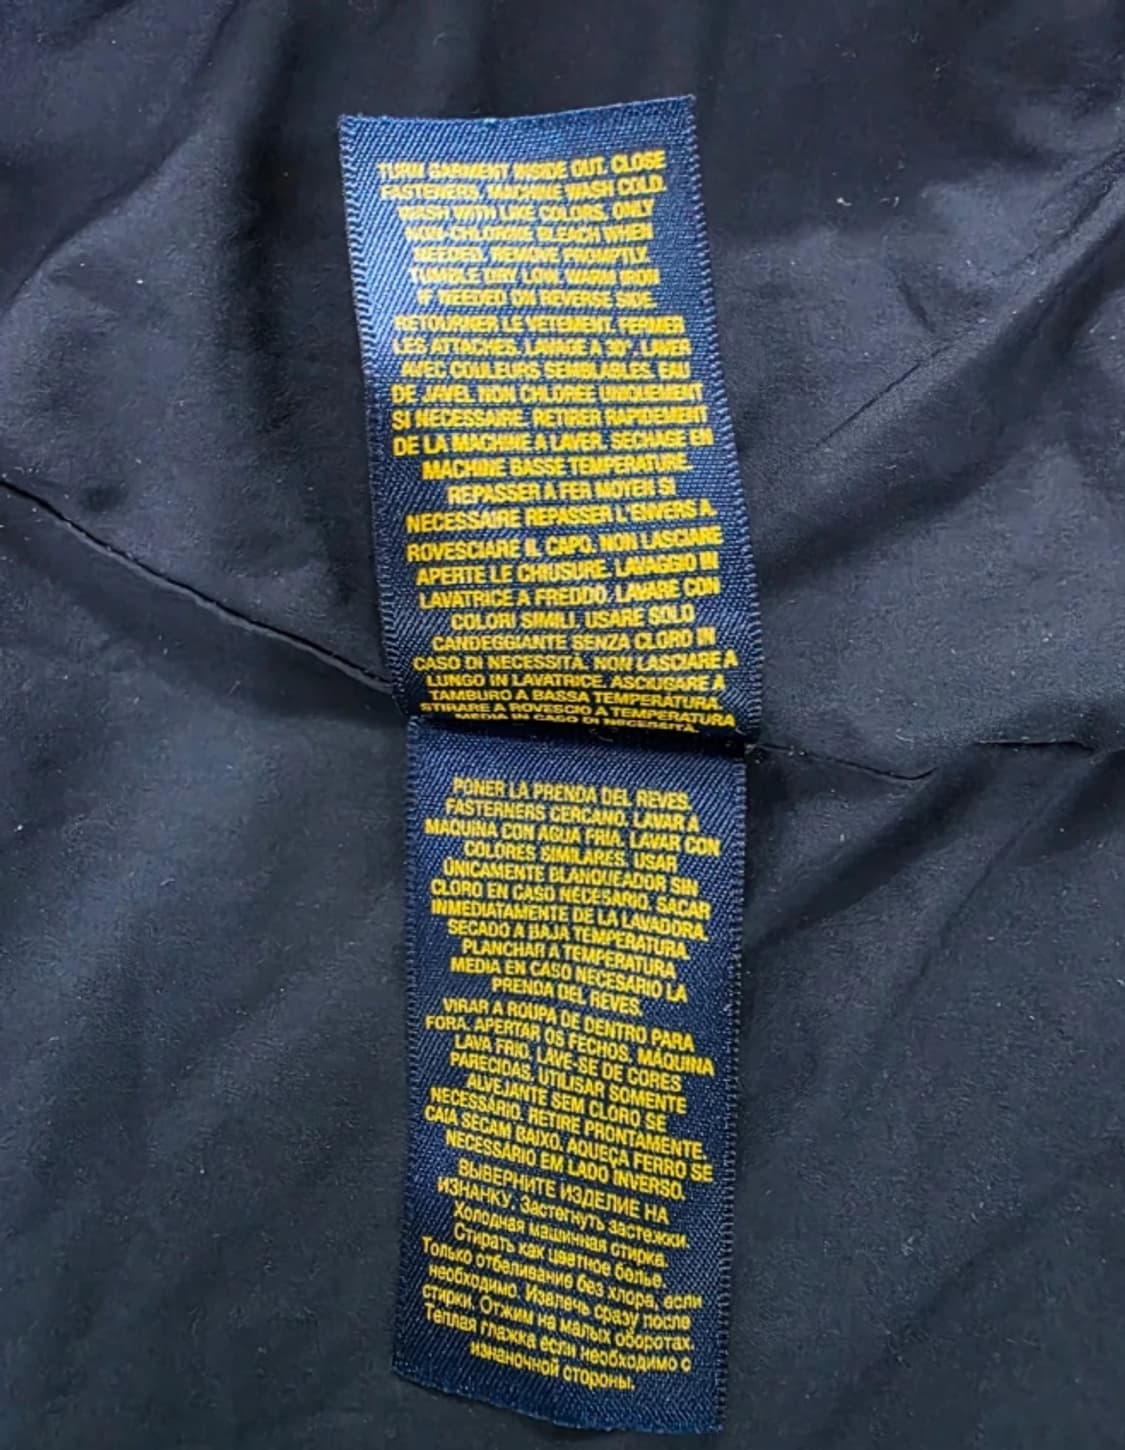 TURN GARMENT INSIDE OUT. CLOSE
FASTENERS. MACHINE WASH COLD.
WASH WITH LIKE COLORS. ONLY
NON-CHLORINE BLEACH WHEN
NEEDED. REMOVE PROMPTLY.
TUMBLE DRY LOW. WARM IRON
IF NEEDED ON REVERSE SIDE.
RETOURNER LE VETEMENT. FERMER
LES ATTACHES. LAVAGE A 30°. LAVER
AVEC COULEURS SEMBLABLES. EAU
DE JAVEL NON CHLOREE UNIQUEMENT
SI NECESSAIRE. RETIRER RAPIDEMENT
DE LA MACHINE A LAVER. SECHAGE EN
MACHINE BASSE TEMPERATURE.
REPASSER A FER MOYEN SI
NECESSAIRE REPASSER L'ENVERS A
ROVESCIARE IL CAPO. NON LASCIARE
APERTE LE CHIUSURE. LAVAGGIO IN
LAVATRICE A FREDDO. LAVARE CON
COLORI SIMILI. USARE SOLO
CANDEGGIANTE SENZA CLORO IN
CASO DI NECESSITÀ. NON LASCIARE A
LUNGO IN LAVATRICE. ASCIUGARE A
TAMBURO A BASSA TEMPERATURA.
STIRARE A ROVESCIO A TEMPERATURA
MEDIA IN CASO DI NECESSITÀ.
PONER LA PRENDA DEL REVES.
FASTERNERS CERCANO. LAVAR A
MAQUINA CON AGUA FRIA. LAVAR CON
COLORES SIMILARES. USAR
ÚNICAMENTE BLANQUEADOR SIN
CLORO EN CASO NECESARIO. SACAR
INMEDIATAMENTE DE LA LAVADORA.
SECADO A BAJA TEMPERATURA.
PLANCHAR A TEMPERATURA
MEDIA EN CASO NECESARIO LA
PRENDA DEL REVES.
VIRAR A ROUPA DE DENTRO PARA
FORA. APERTAR OS FECHOS. MÁQUINA
LAVA FRIO. LAVE-SE DE CORES
PARECIDAS. UTILISAR SOMENTE
ALVEJANTE SEM CLORO SE
NECESSÁRIO. RETIRE PRONTAMENTE.
CAIA SECAM BAIXO. AQUEÇA FERRO SE
NECESSÁRIO EM LADO INVERSO.
ВЫВЕРНИТЕ ИЗДЕЛИЕ НА
ИЗНАНКУ. Застегнуть застежки.
Холодная машичная стирка.
Стирать как цветное белье.
Только отбеливание без хлора, если
необходимо. Извлечь сразу после
стирки. Отжим на малых оборотах.
Теплая глажка если необходимо с
изнаночной стороны.